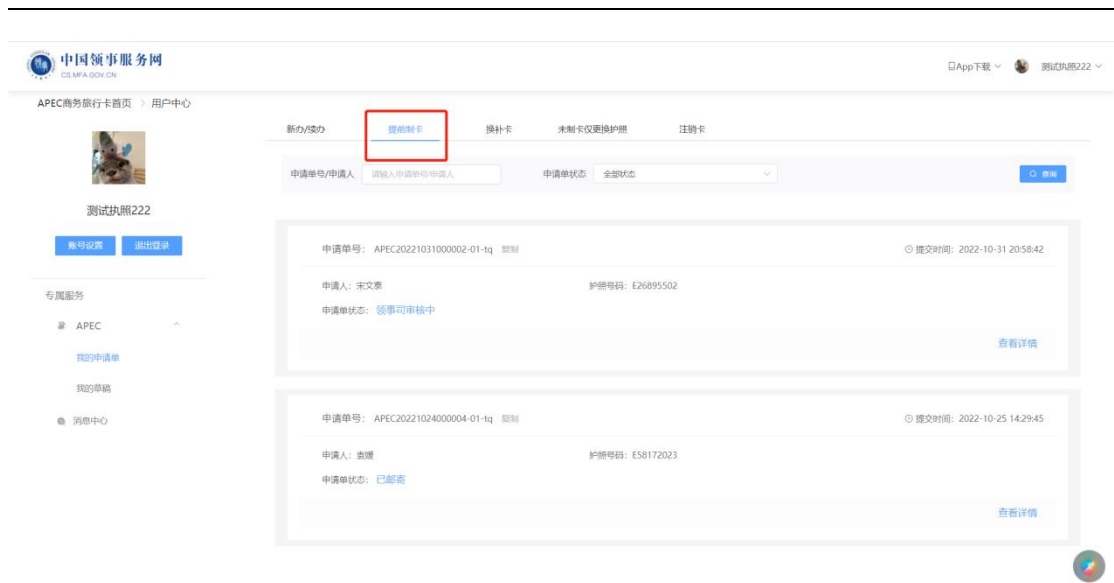 中国领事服务网
CS.MFA.GOV.CN
App下载
测试执照222
APEC商务旅行卡首页 > 用户中心
新办/续办 提前制卡 换补卡 未制卡仅更换护照 注销卡
申请单号/申请人 请输入申请单号/申请人 申请单状态 全部状态 查询
测试执照222
账号设置 退出登录
专属服务
APEC
我的申请单
我的草稿
消息中心
申请单号: APEC20221031000002-01-tq 复制 提交时间: 2022-10-31 20:58:42
申请人: 宋文泰 护照号码: E26895502
申请单状态: 领事司审核中
查看详情
申请单号: APEC20221024000004-01-tq 复制 提交时间: 2022-10-25 14:29:45
申请人: 袁媛 护照号码: E58172023
申请单状态: 已邮寄
查看详情